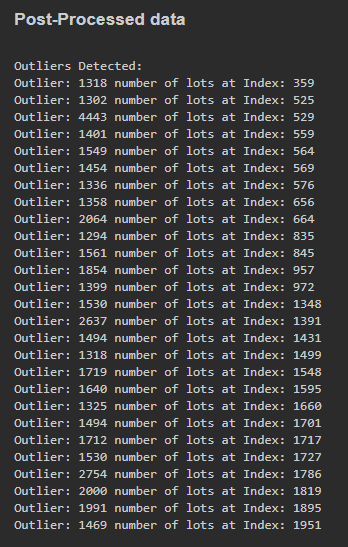 Post-Processed data
Outliers Detected:
Outlier: 1318 number of lots at Index: 359
Outlier: 1302 number of lots at Index: 525
Outlier: 4443 number of lots at Index: 529
Outlier: 1401 number of lots at Index: 559
Outlier: 1549 number of lots at Index: 564
Outlier: 1454 number of lots at Index: 569
Outlier: 1336 number of lots at Index: 576
Outlier: 1358 number of lots at Index: 656
Outlier: 2064 number of lots at Index: 664
Outlier: 1294 number of lots at Index: 835
Outlier: 1561 number of lots at Index: 845
Outlier: 1854 number of lots at Index: 957
Outlier: 1399 number of lots at Index: 972
Outlier: 1530 number of lots at Index: 1348
Outlier: 2637 number of lots at Index: 1391
Outlier: 1494 number of lots at Index: 1431
Outlier: 1318 number of lots at Index: 1499
Outlier: 1719 number of lots at Index: 1548
Outlier: 1640 number of lots at Index: 1595
Outlier: 1325 number of lots at Index: 1660
Outlier: 1494 number of lots at Index: 1701
Outlier: 1712 number of lots at Index: 1717
Outlier: 1530 number of lots at Index: 1727
Outlier: 2754 number of lots at Index: 1786
Outlier: 2000 number of lots at Index: 1819
Outlier: 1991 number of lots at Index: 1895
Outlier: 1469 number of lots at Index: 1951